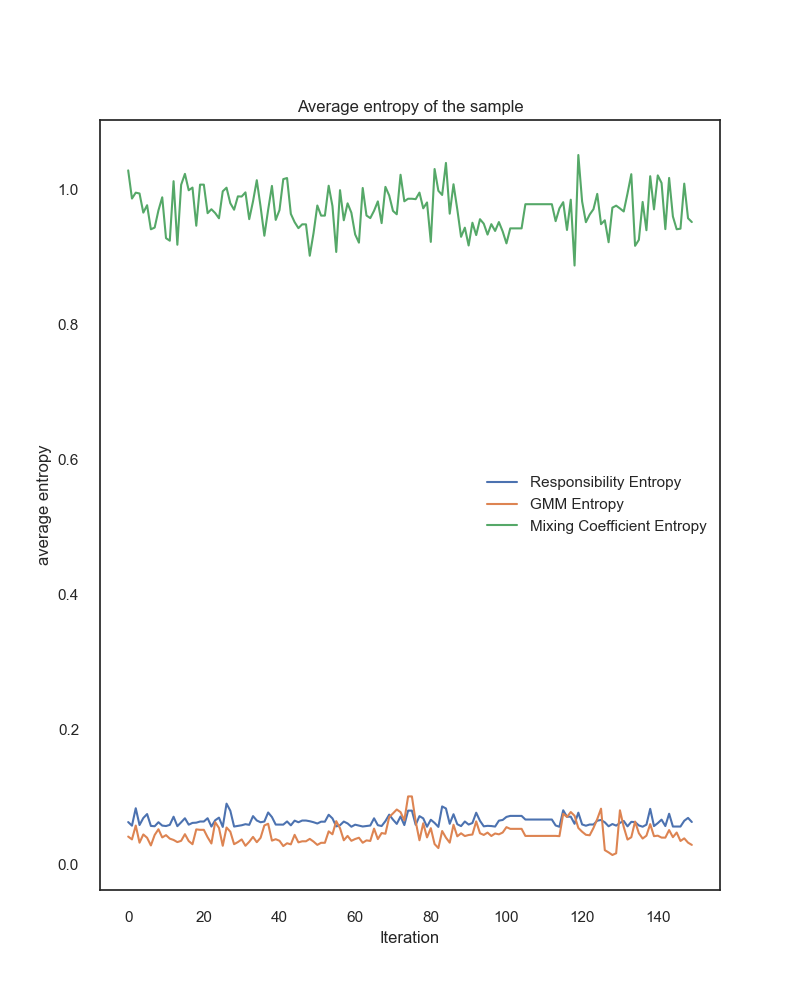 Average entropy of the sample
1.0
0.8
0.6
0.4
0.2
0.0
average entropy
Responsibility Entropy
GMM Entropy
Mixing Coefficient Entropy
0 20 40 60 80 100 120 140
Iteration